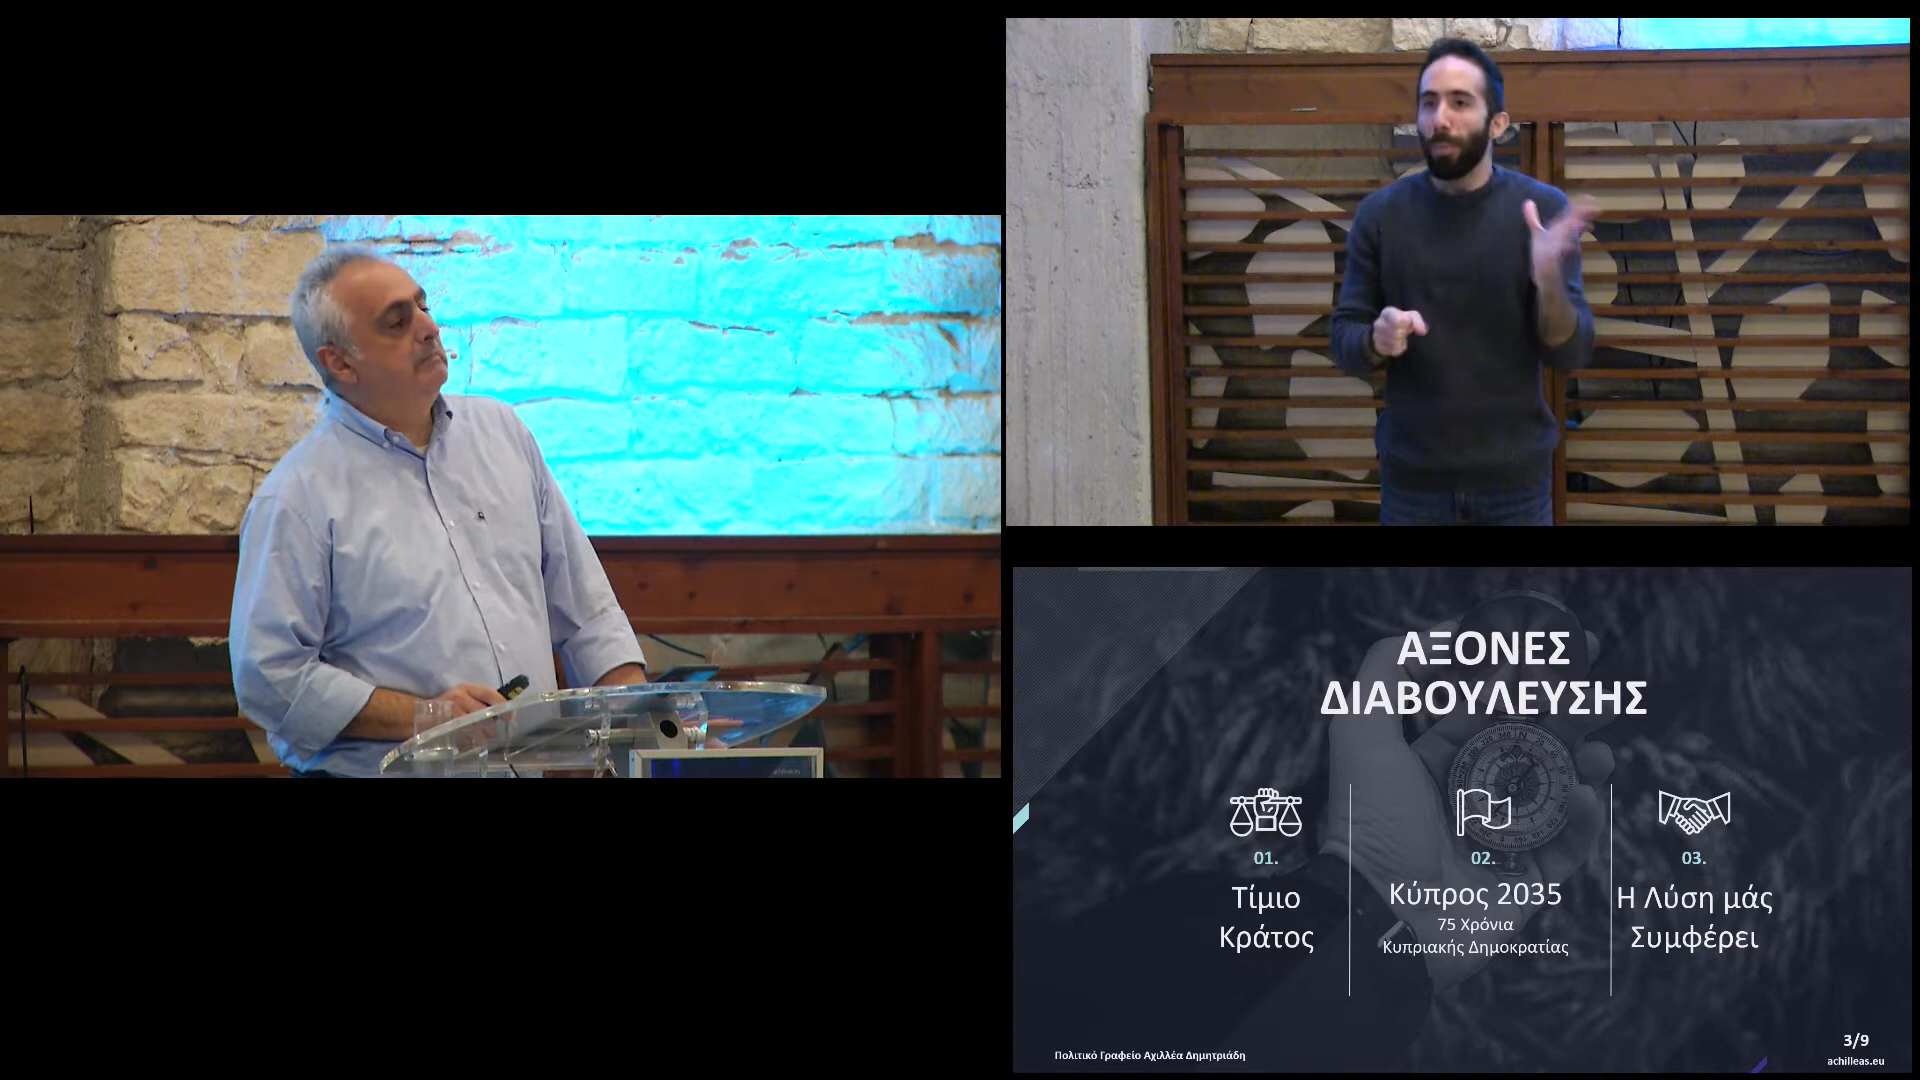 ΑΞΟΝΕΣ
ΔΙΑΒΟΥΛΕΥΣΗΣ
01.
Τίμιο
Κράτος
02.
Κύπρος 2035
75 Χρόνια
Κυπριακής Δημοκρατίας
03.
Η Λύση μάς
Συμφέρει
Πολιτικό Γραφείο Αχιλλέα Δημητριάδη
3/9
achilleas.eu